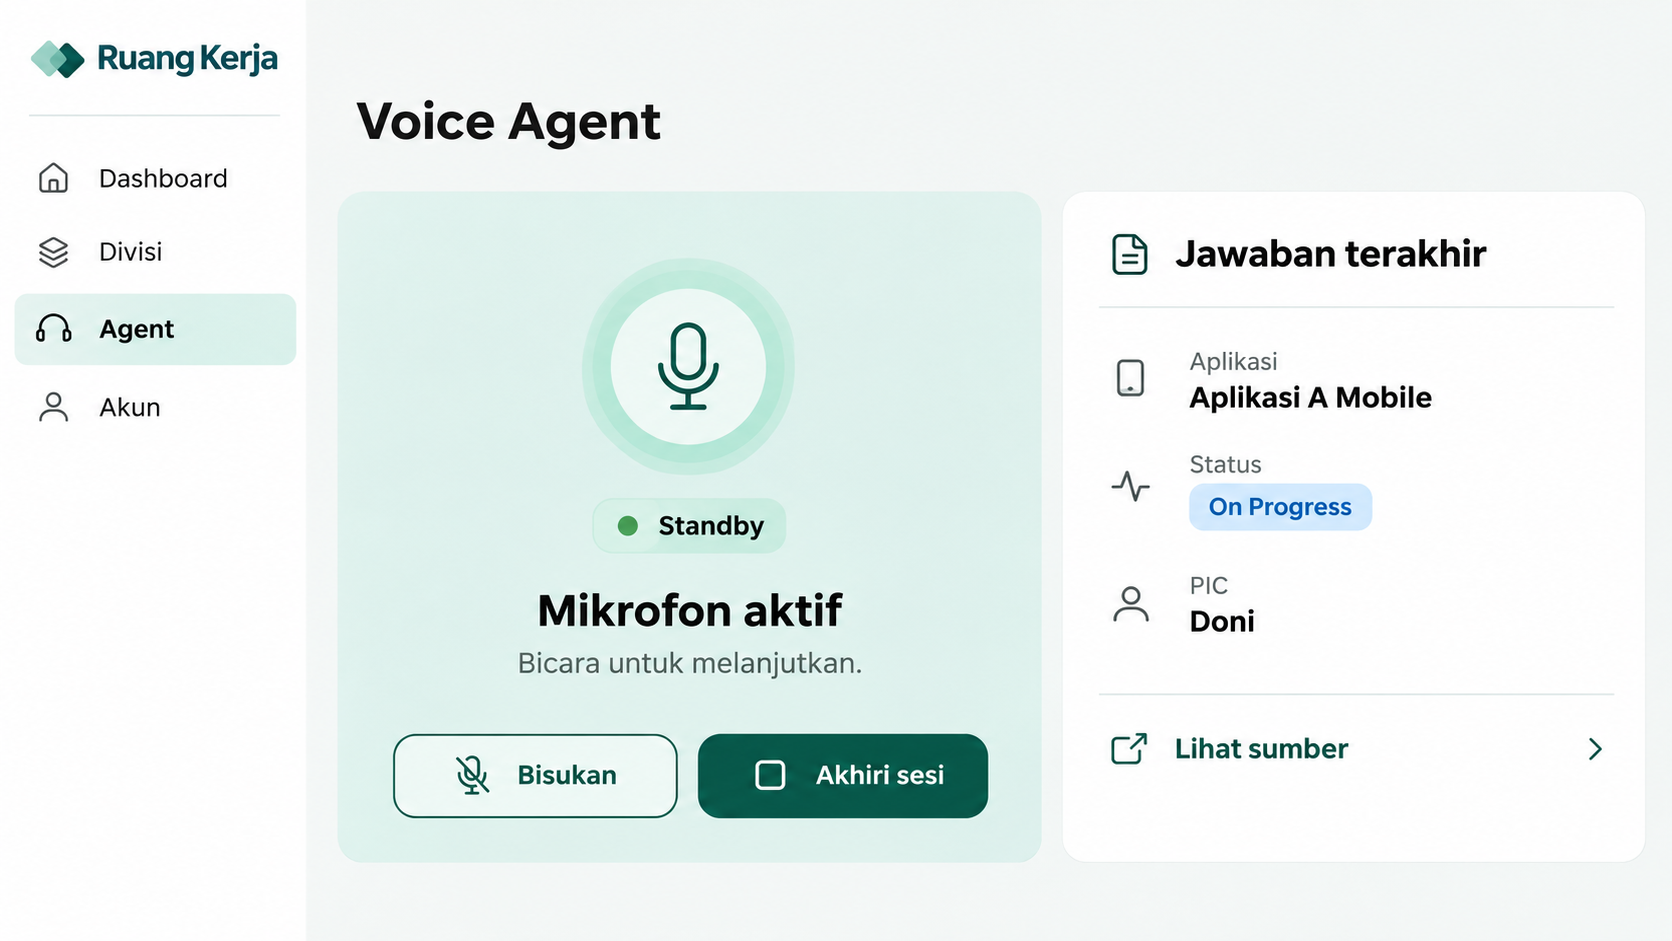 Ruang Kerja
Dashboard
Divisi
Agent
Akun
Voice Agent
Standby
Mikrofon aktif
Bicara untuk melanjutkan.
Bisukan
Akhiri sesi
Jawaban terakhir
Aplikasi
Aplikasi A Mobile
Status
On Progress
PIC
Doni
Lihat sumber